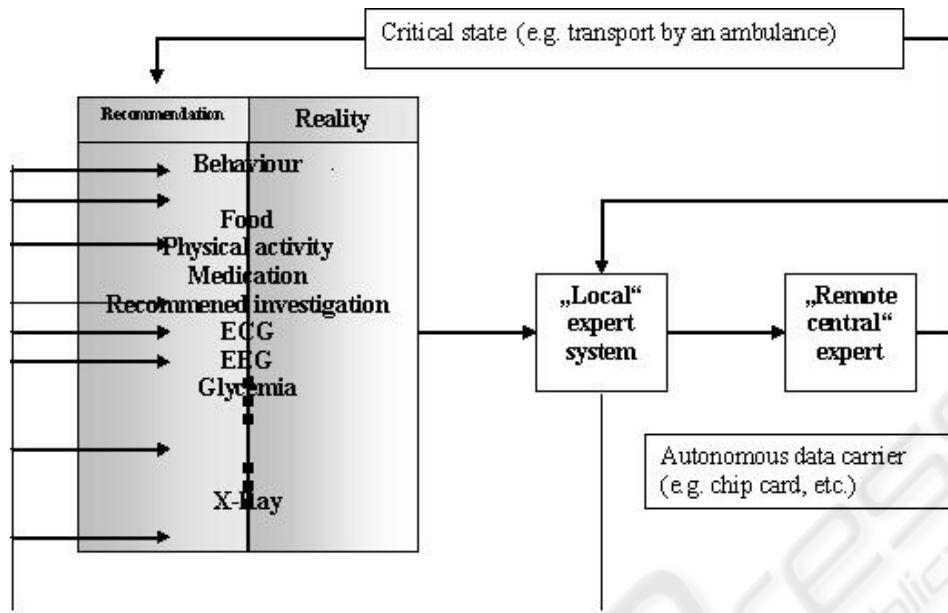 Critical state (e.g. transport by an ambulance)
Recommendation
Reality
Behaviour
Food
Physical activity
Medication
Recommened investigation
ECG
EEG
Glycemia
X-Ray
„Local“
expert
system
„Remote
central“
expert
Autonomous data carrier
(e.g. chip card, etc.)